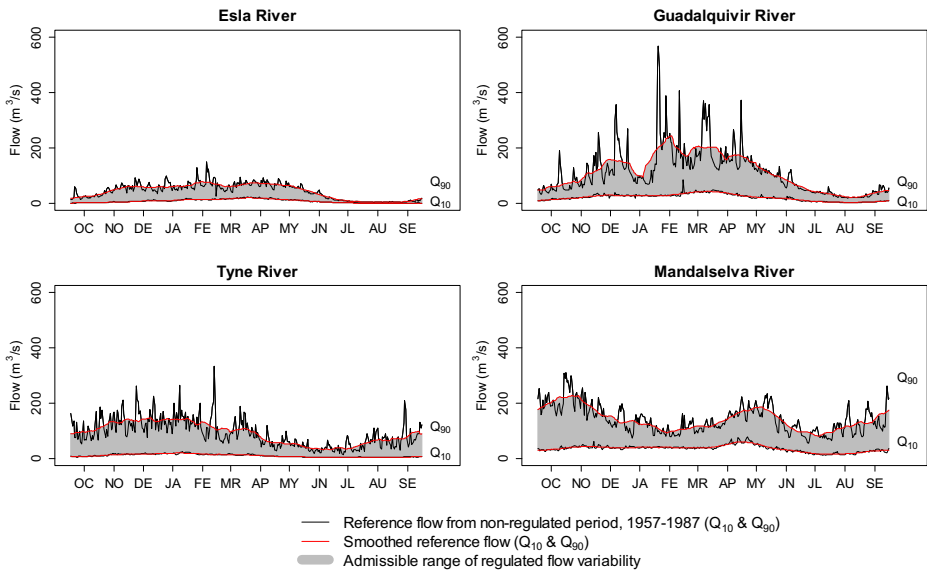 Esla River
Guadalquivir River
Flow (m³/s)
600
400
200
0
Q₉₀
Q₁₀
OC NO DE JA FE MR AP MY JN JL AU SE
Flow (m³/s)
600
400
200
0
Q₉₀
Q₁₀
OC NO DE JA FE MR AP MY JN JL AU SE
Tyne River
Mandalselva River
Flow (m³/s)
600
400
200
0
Q₉₀
Q₁₀
OC NO DE JA FE MR AP MY JN JL AU SE
Flow (m³/s)
600
400
200
0
Q₉₀
Q₁₀
OC NO DE JA FE MR AP MY JN JL AU SE
Reference flow from non-regulated period, 1957-1987 (Q₁₀ & Q₉₀)
Smoothed reference flow (Q₁₀ & Q₉₀)
Admissible range of regulated flow variability